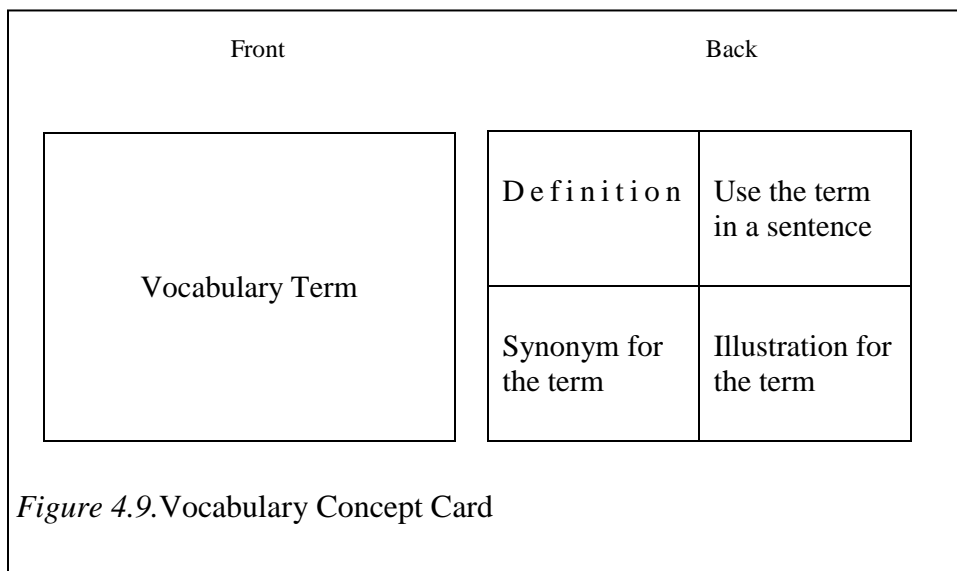 Front
Back
Vocabulary Term
Definition
Use the term
in a sentence
Synonym for
the term
Illustration for
the term
Figure 4.9.Vocabulary Concept Card